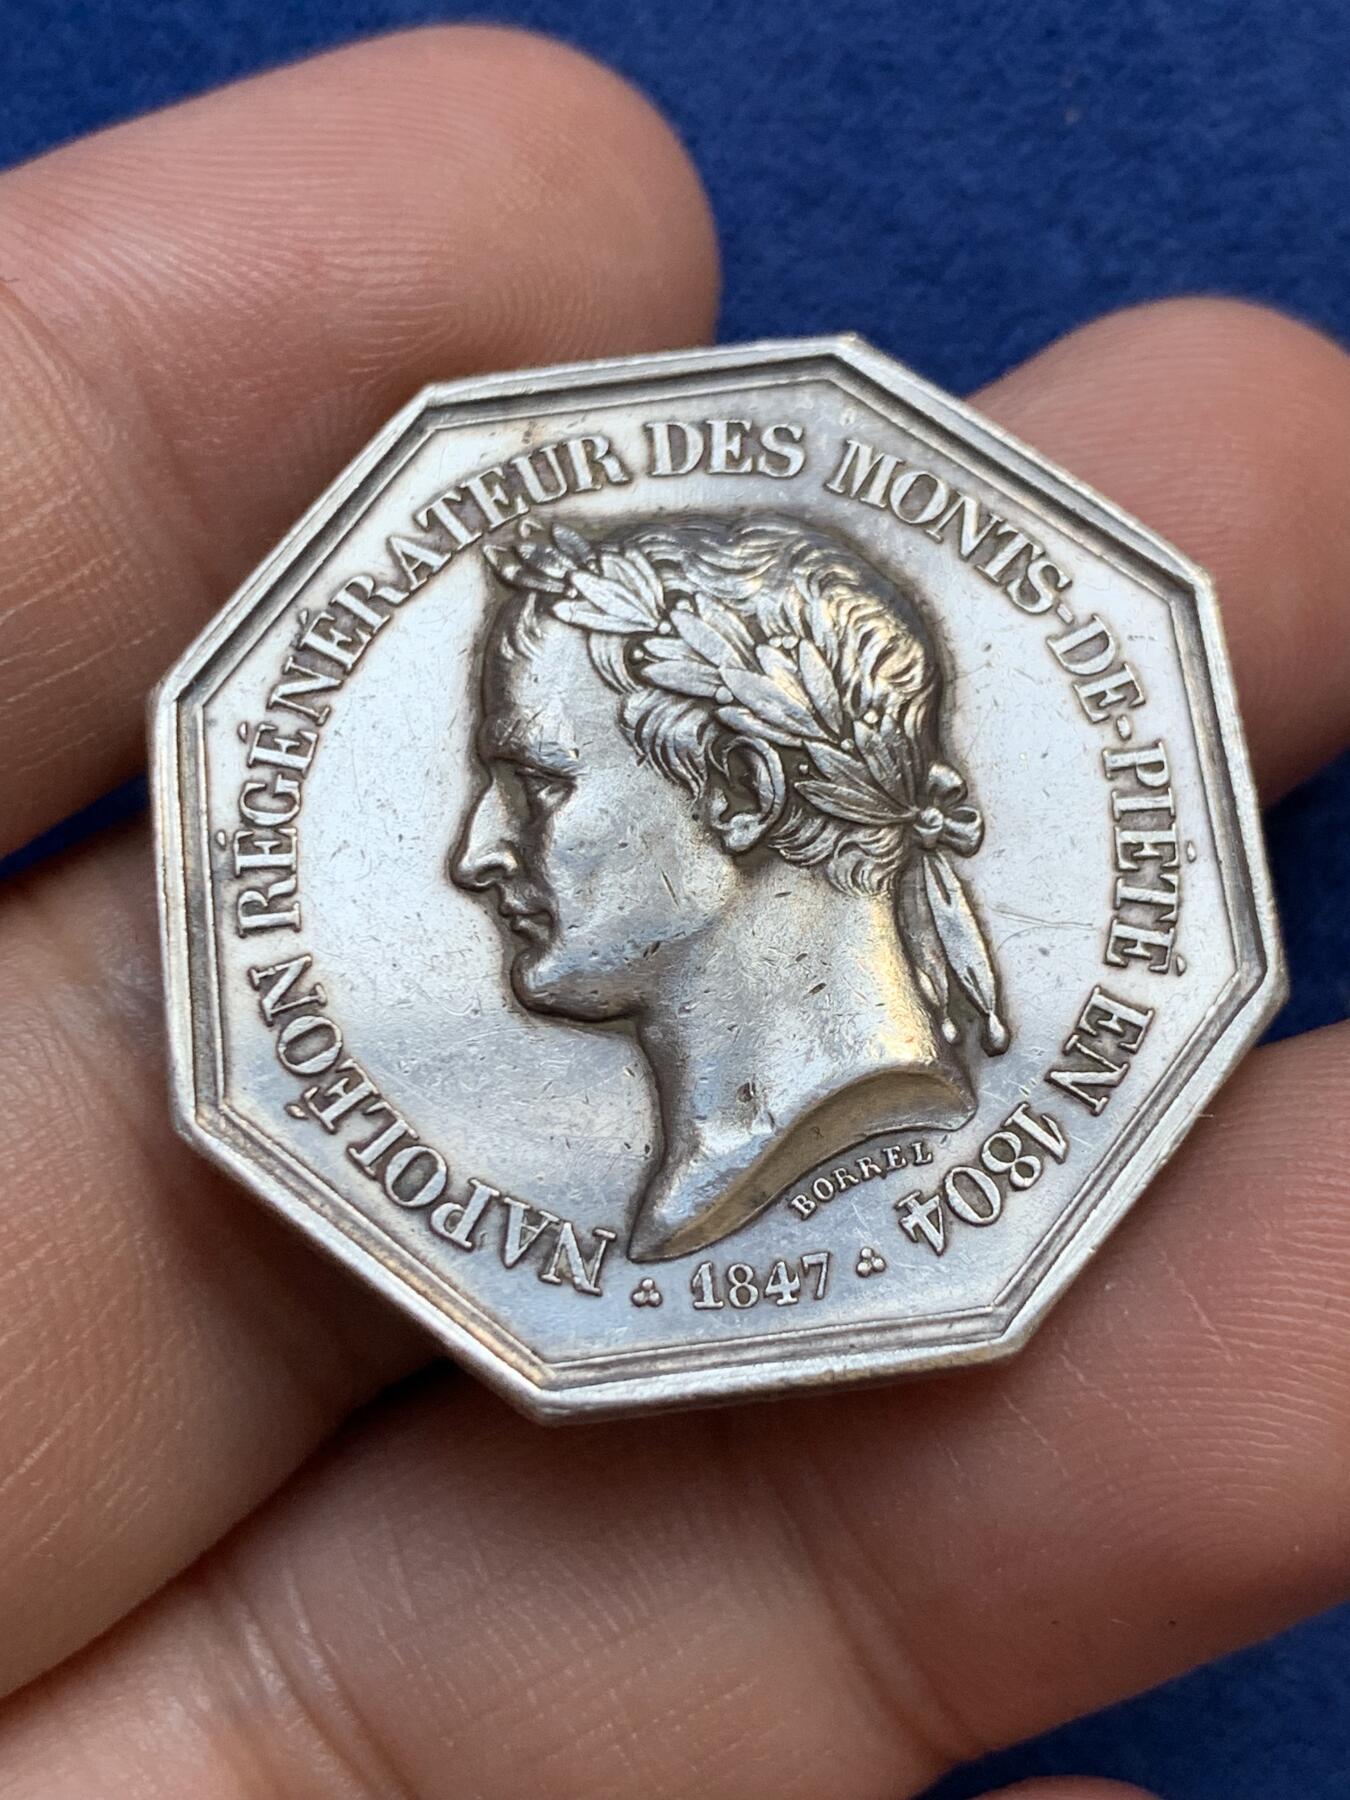 NAPOLÉON RÉGÉNÉRATEUR DES MONTS-DE-PIÉTÉ EN 1804
BORREL
1847